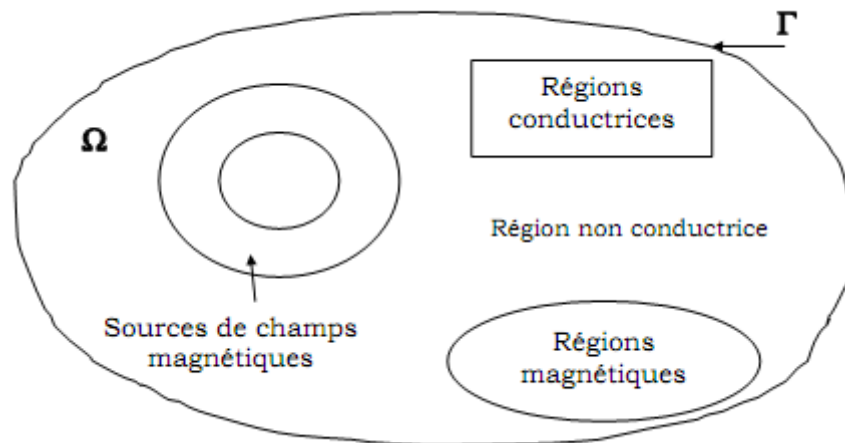 Γ
Régions
conductrices
Ω
Région non conductrice
Sources de champs
magnétiques
Régions
magnétiques